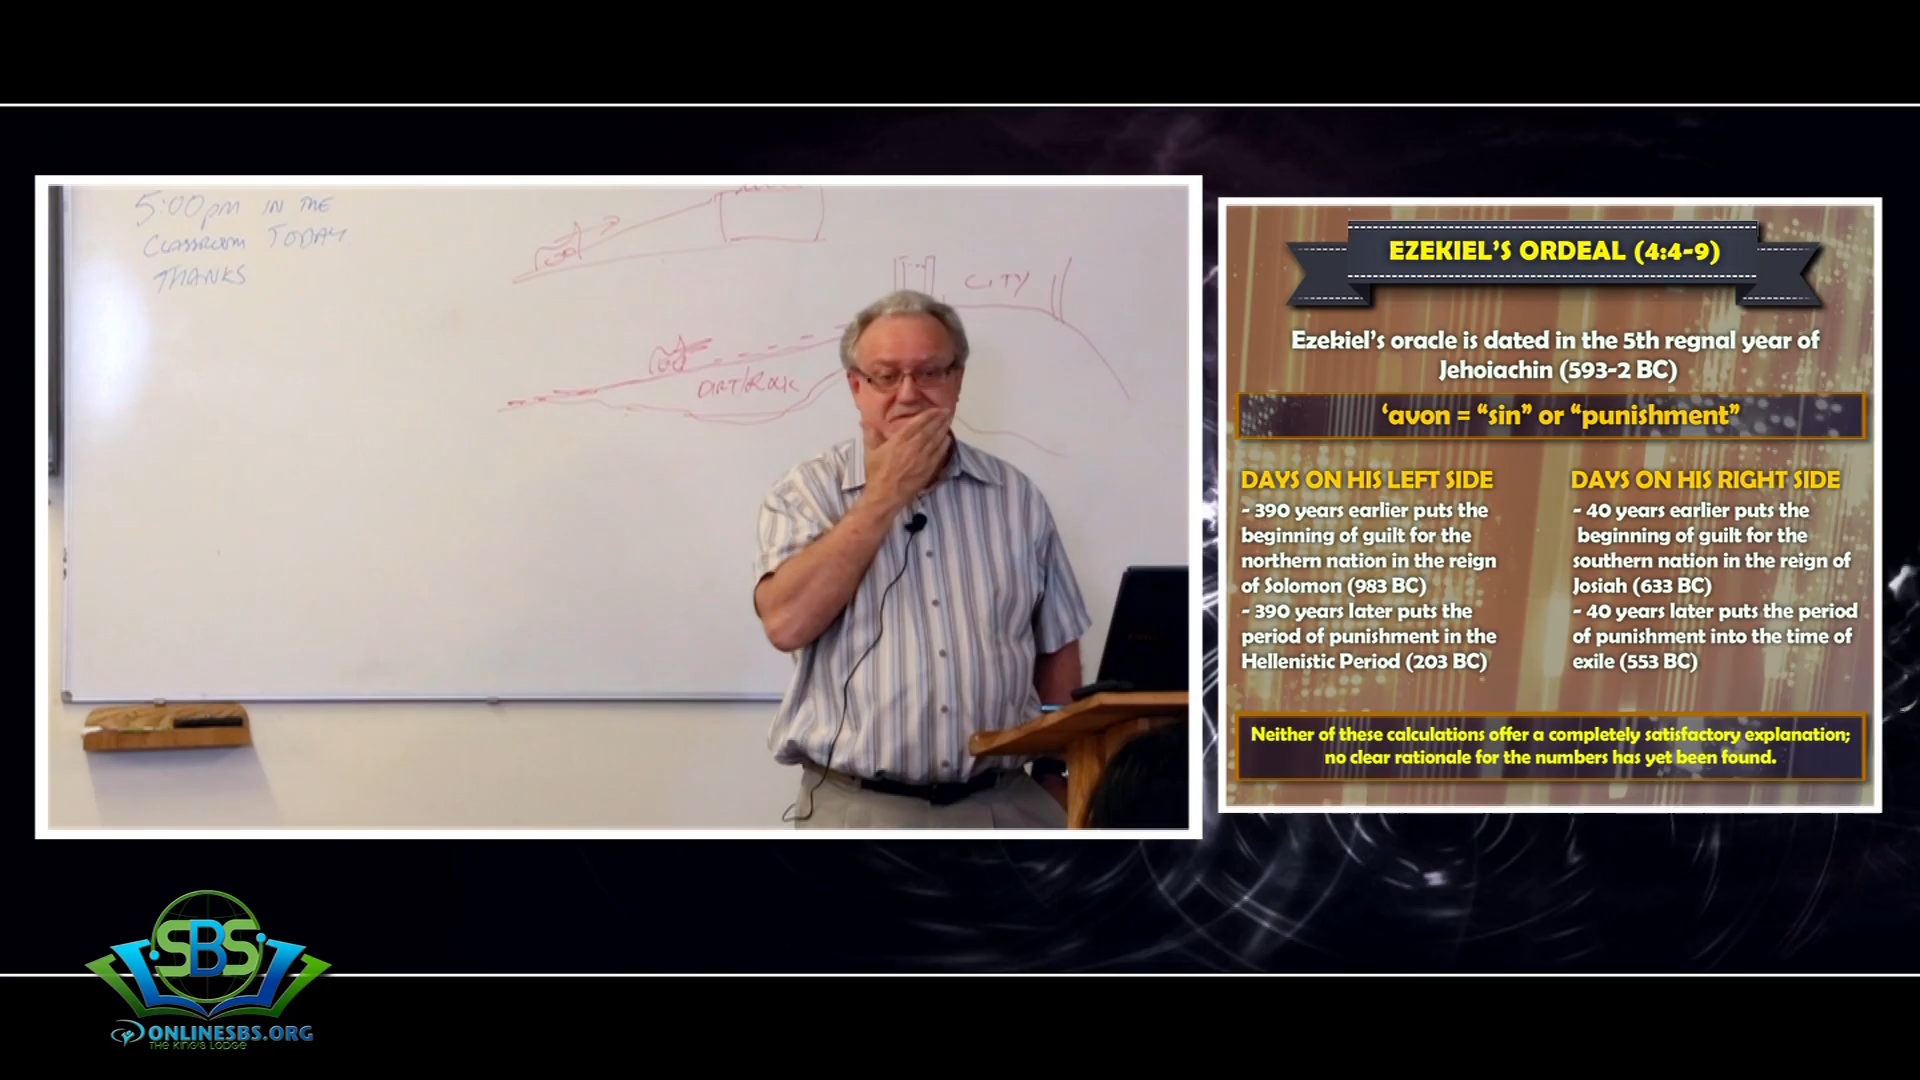 5:00pm IN THE
CLASSROOM TODAY
THANKS
CITY
DIRT/ROCK
EZEKIEL'S ORDEAL (4:4-9)
Ezekiel's oracle is dated in the 5th regnal year of
Jehoiachin (593-2 BC)
‘avon = “sin” or “punishment”
DAYS ON HIS LEFT SIDE
- 390 years earlier puts the
beginning of guilt for the
northern nation in the reign
of Solomon (983 BC)
- 390 years later puts the
period of punishment in the
Hellenistic Period (203 BC)
DAYS ON HIS RIGHT SIDE
- 40 years earlier puts the
beginning of guilt for the
southern nation in the reign of
Josiah (633 BC)
- 40 years later puts the period
of punishment into the time of
exile (553 BC)
Neither of these calculations offer a completely satisfactory explanation;
no clear rationale for the numbers has yet been found.
SBS
ONLINESBS.ORG
THE KING'S LODGE